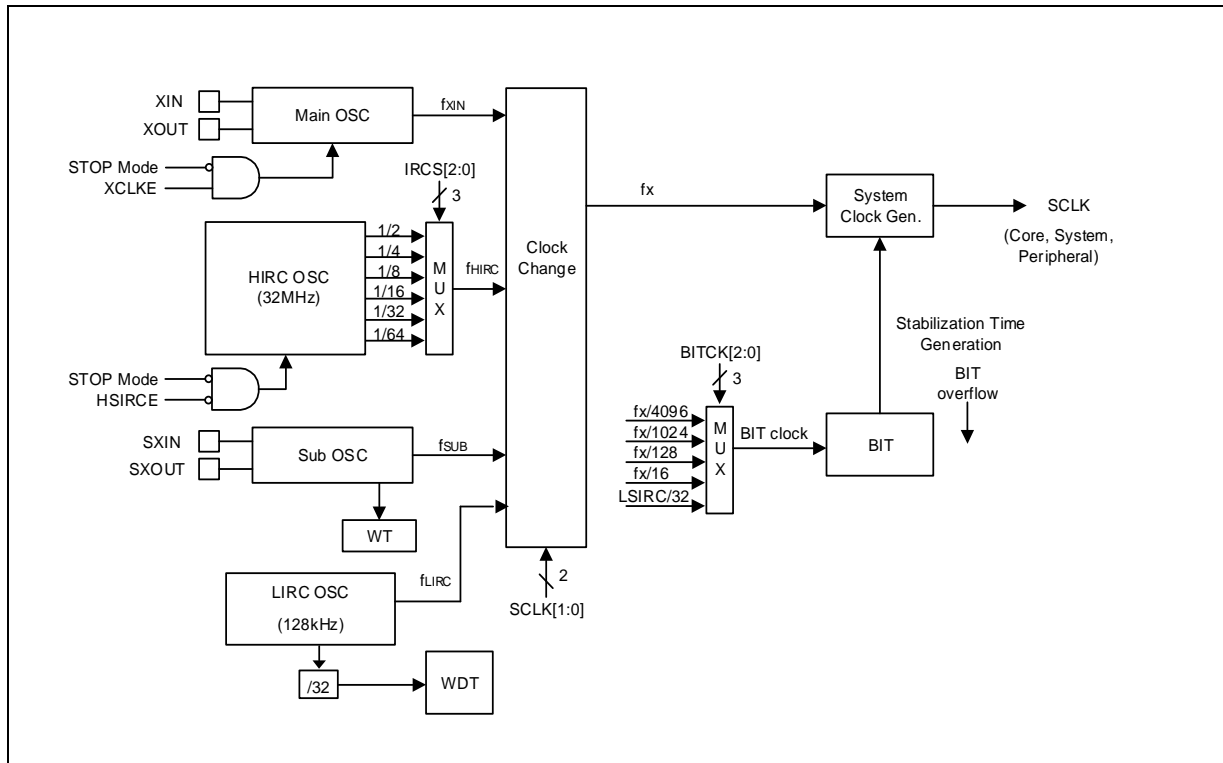 XIN
XOUT
Main OSC
fXIN
STOP Mode
XCLKE
IRCS[2:0]
3
HIRC OSC
(32MHz)
1/2
1/4
1/8
1/16
1/32
1/64
M
U
X
fHIRC
STOP Mode
HSIRCE
SXIN
SXOUT
Sub OSC
fSUB
WT
LIRC OSC
(128kHz)
fLIRC
/32
WDT
Clock
Change
2
SCLK[1:0]
fx
System
Clock Gen.
SCLK
(Core, System,
Peripheral)
Stabilization Time
Generation
BIT
overflow
BITCK[2:0]
3
fx/4096
fx/1024
fx/128
fx/16
LSIRC/32
M
U
X
BIT clock
BIT